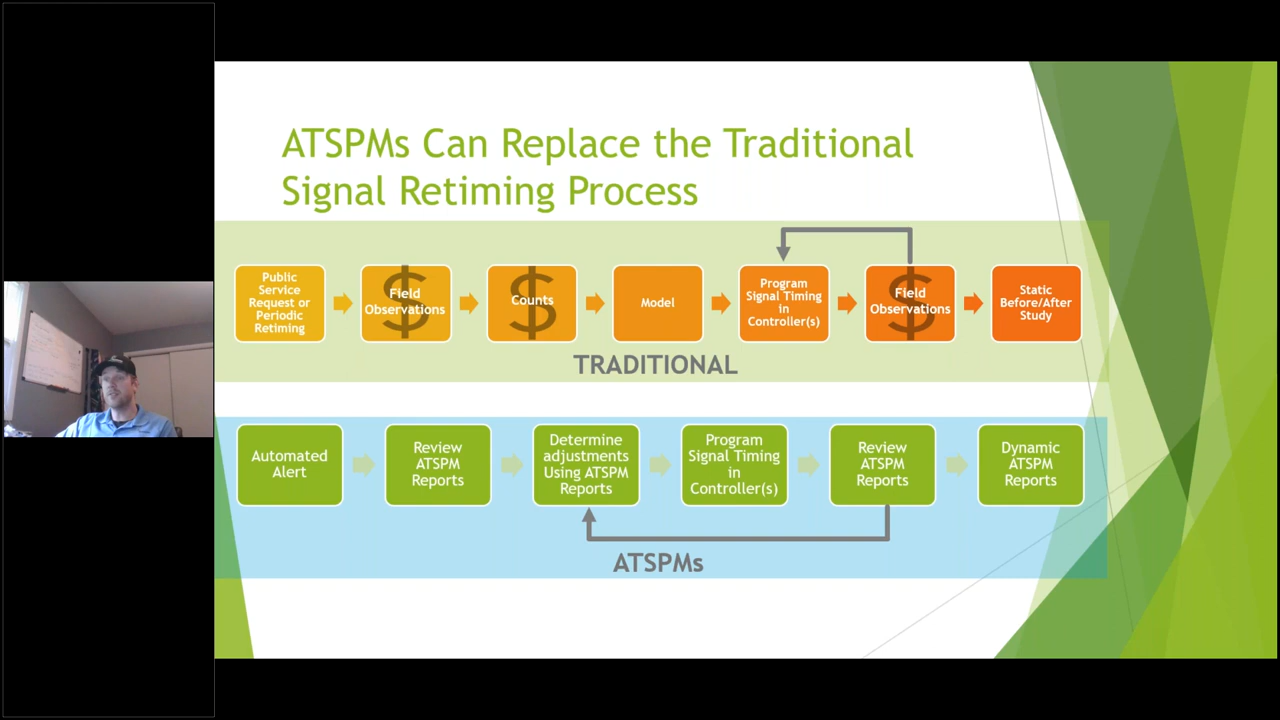 ATSPMs Can Replace the Traditional
Signal Retiming Process
Public
Service
Request or
Periodic
Retiming
$
Field
Observations
$
Counts
Model
Program
Signal Timing
in
Controller(s)
$
Field
Observations
Static
Before/After
Study
TRADITIONAL
Automated
Alert
Review
ATSPM
Reports
Determine
adjustments
Using ATSPM
Reports
Program
Signal Timing
in
Controller(s)
Review
ATSPM
Reports
Dynamic
ATSPM
Reports
ATSPMs